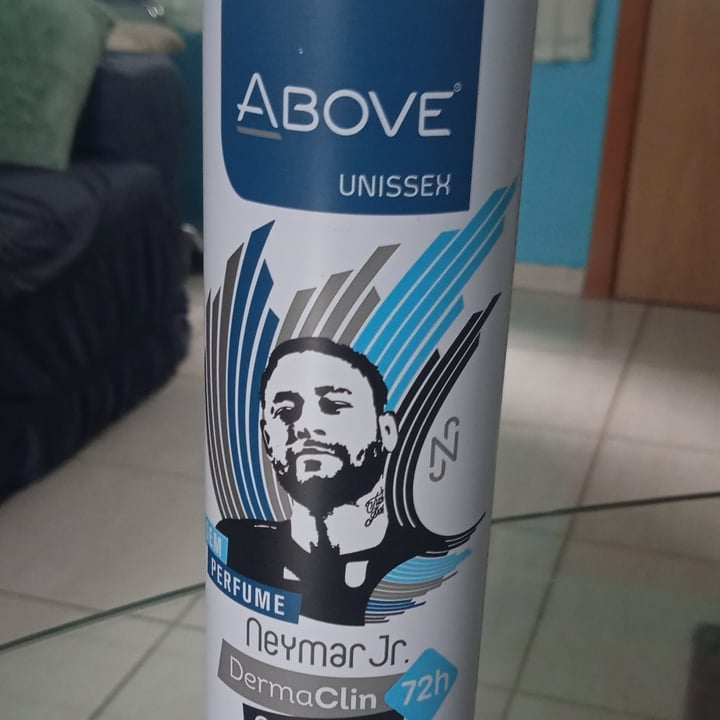 ABOVE
UNISSEX
SEM
PERFUME
Neymar Jr.
DermaClin
72h